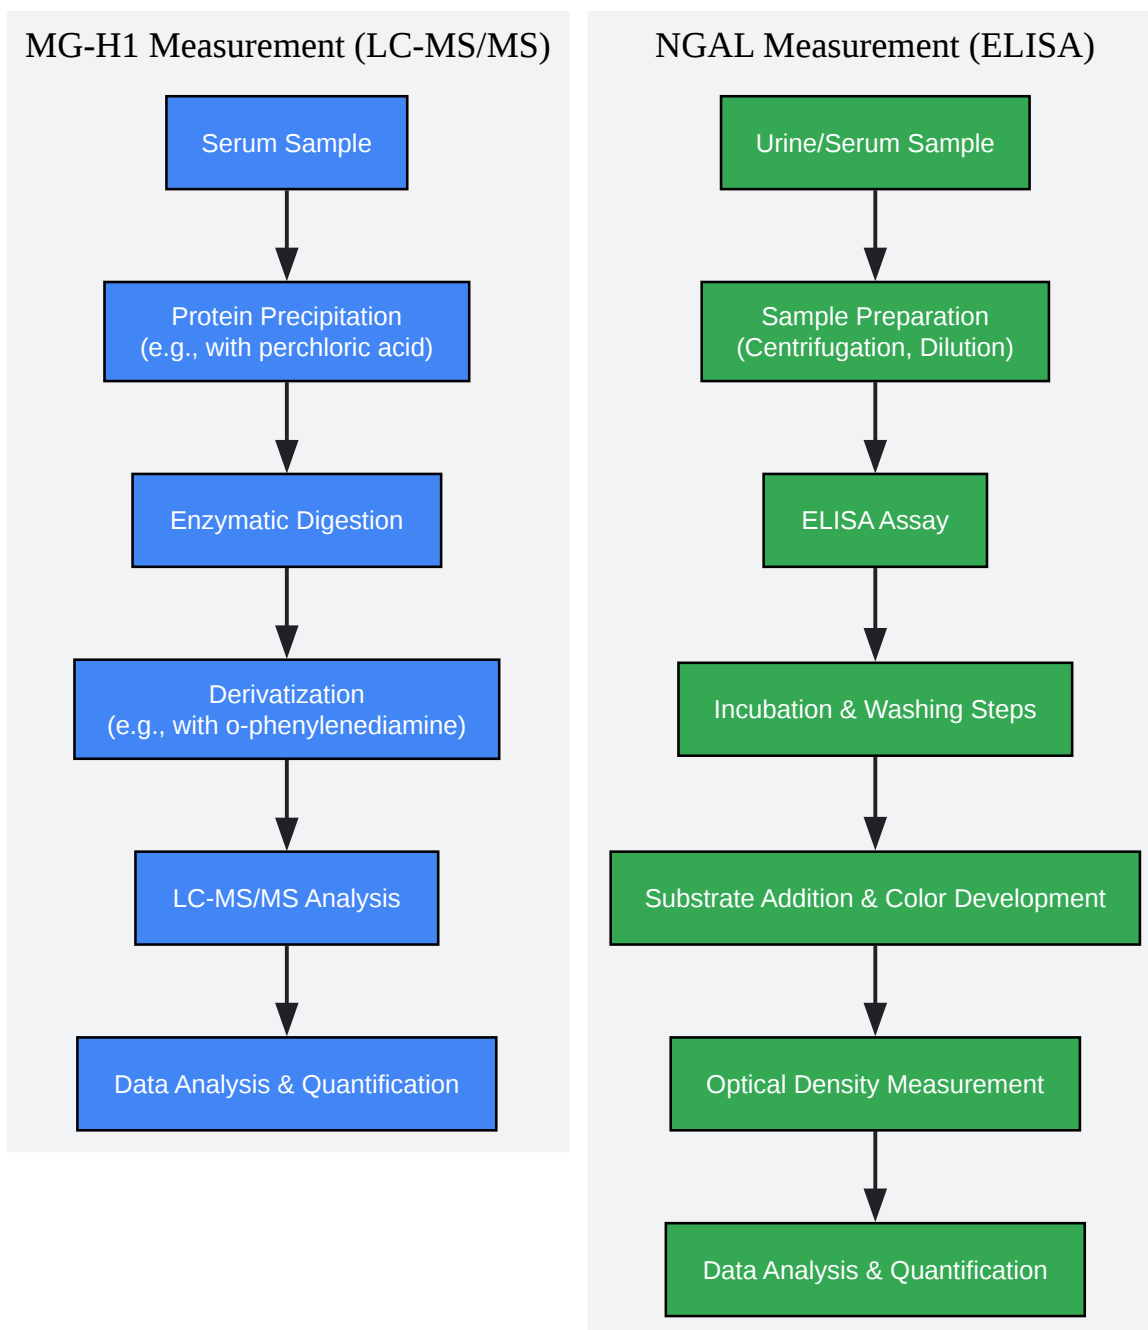 MG-H1 Measurement (LC-MS/MS)
Serum Sample
Protein Precipitation
(e.g., with perchloric acid)
Enzymatic Digestion
Derivatization
(e.g., with o-phenylenediamine)
LC-MS/MS Analysis
Data Analysis & Quantification
NGAL Measurement (ELISA)
Urine/Serum Sample
Sample Preparation
(Centrifugation, Dilution)
ELISA Assay
Incubation & Washing Steps
Substrate Addition & Color Development
Optical Density Measurement
Data Analysis & Quantification